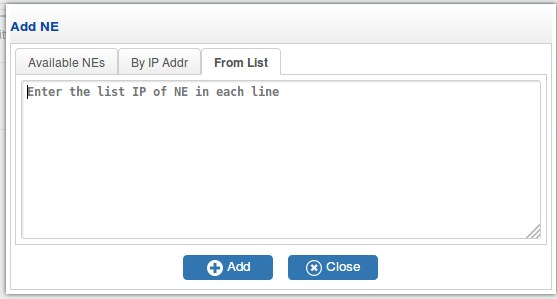 Add NE
Available NEs By IP Addr From List
Enter the list IP of NE in each line
Add Close